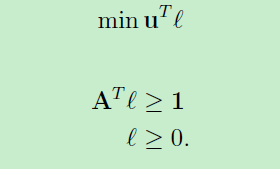 min u^T ℓ
A^T ℓ ≥ 1
ℓ ≥ 0.